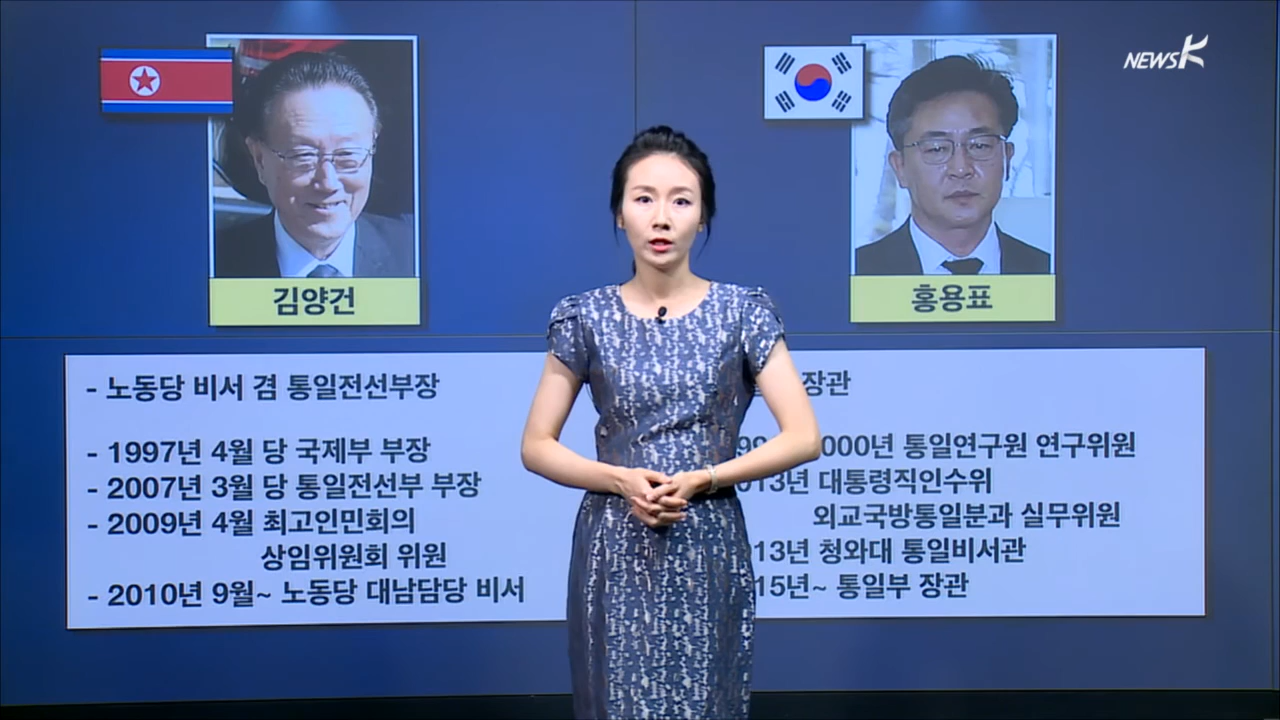 NEWS K
김양건
홍용표
- 노동당 비서 겸 통일전선부장
- 1997년 4월 당 국제부 부장
- 2007년 3월 당 통일전선부 부장
- 2009년 4월 최고인민회의
상임위원회 위원
- 2010년 9월~ 노동당 대남담당 비서
장관
000년 통일연구원 연구위원
013년 대통령직인수위
외교국방통일분과 실무위원
13년 청와대 통일비서관
15년~ 통일부 장관